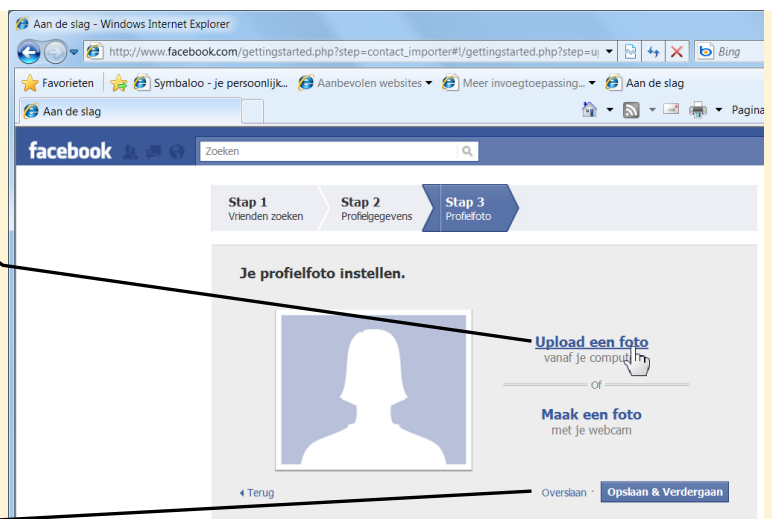 Aan de slag - Windows Internet Explorer
http://www.facebook.com/gettingstarted.php?step=contact_importer#!/gettingstarted.php?step=u
Bing
Favorieten Symbaloo - je persoonlijk... Aanbevolen websites Meer invoegtoepassing... Aan de slag
Aan de slag
Pagina
facebook
Zoeken
Stap 1 Stap 2 Stap 3
Vrienden zoeken Profielgegevens Profielfoto
Je profielfoto instellen.
Upload een foto
vanaf je comput
Of
Maak een foto
met je webcam
Terug
Overslaan · Opslaan & Verdergaan